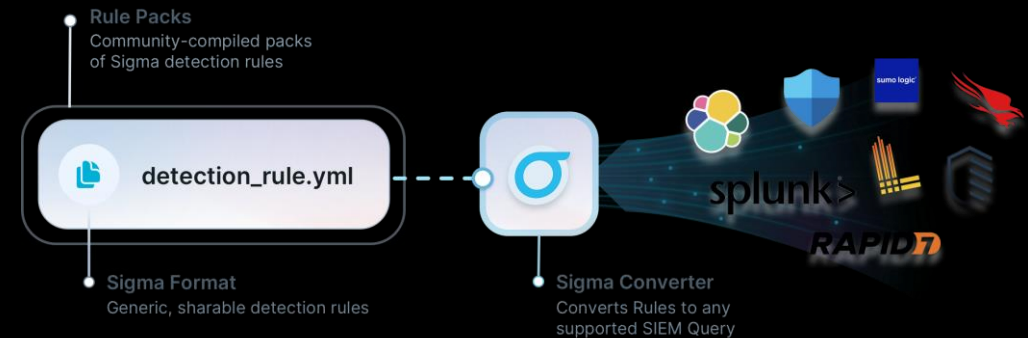 Rule Packs
Community-compiled packs
of Sigma detection rules
detection_rule.yml
sumo logic
splunk>
RAPID7
Sigma Format
Generic, sharable detection rules
Sigma Converter
Converts Rules to any
supported SIEM Query